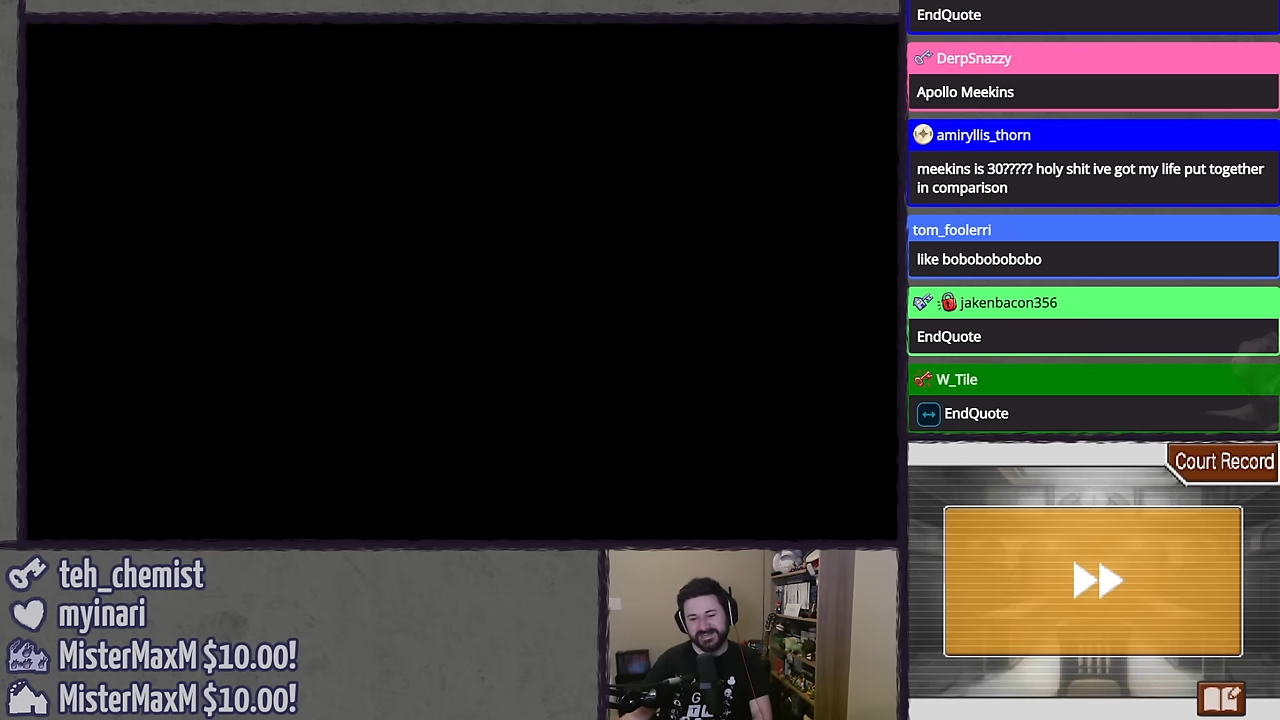 EndQuote
DerpSnazzy
Apollo Meekins
amiryllis_thorn
meekins is 30????? holy shit ive got my life put together
in comparison
tom_foolerri
like bobobobobobo
jakenbacon356
EndQuote
W_Tile
EndQuote
Court Record
teh_chemist
myinari
MisterMaxM $10.00!
MisterMaxM $10.00!